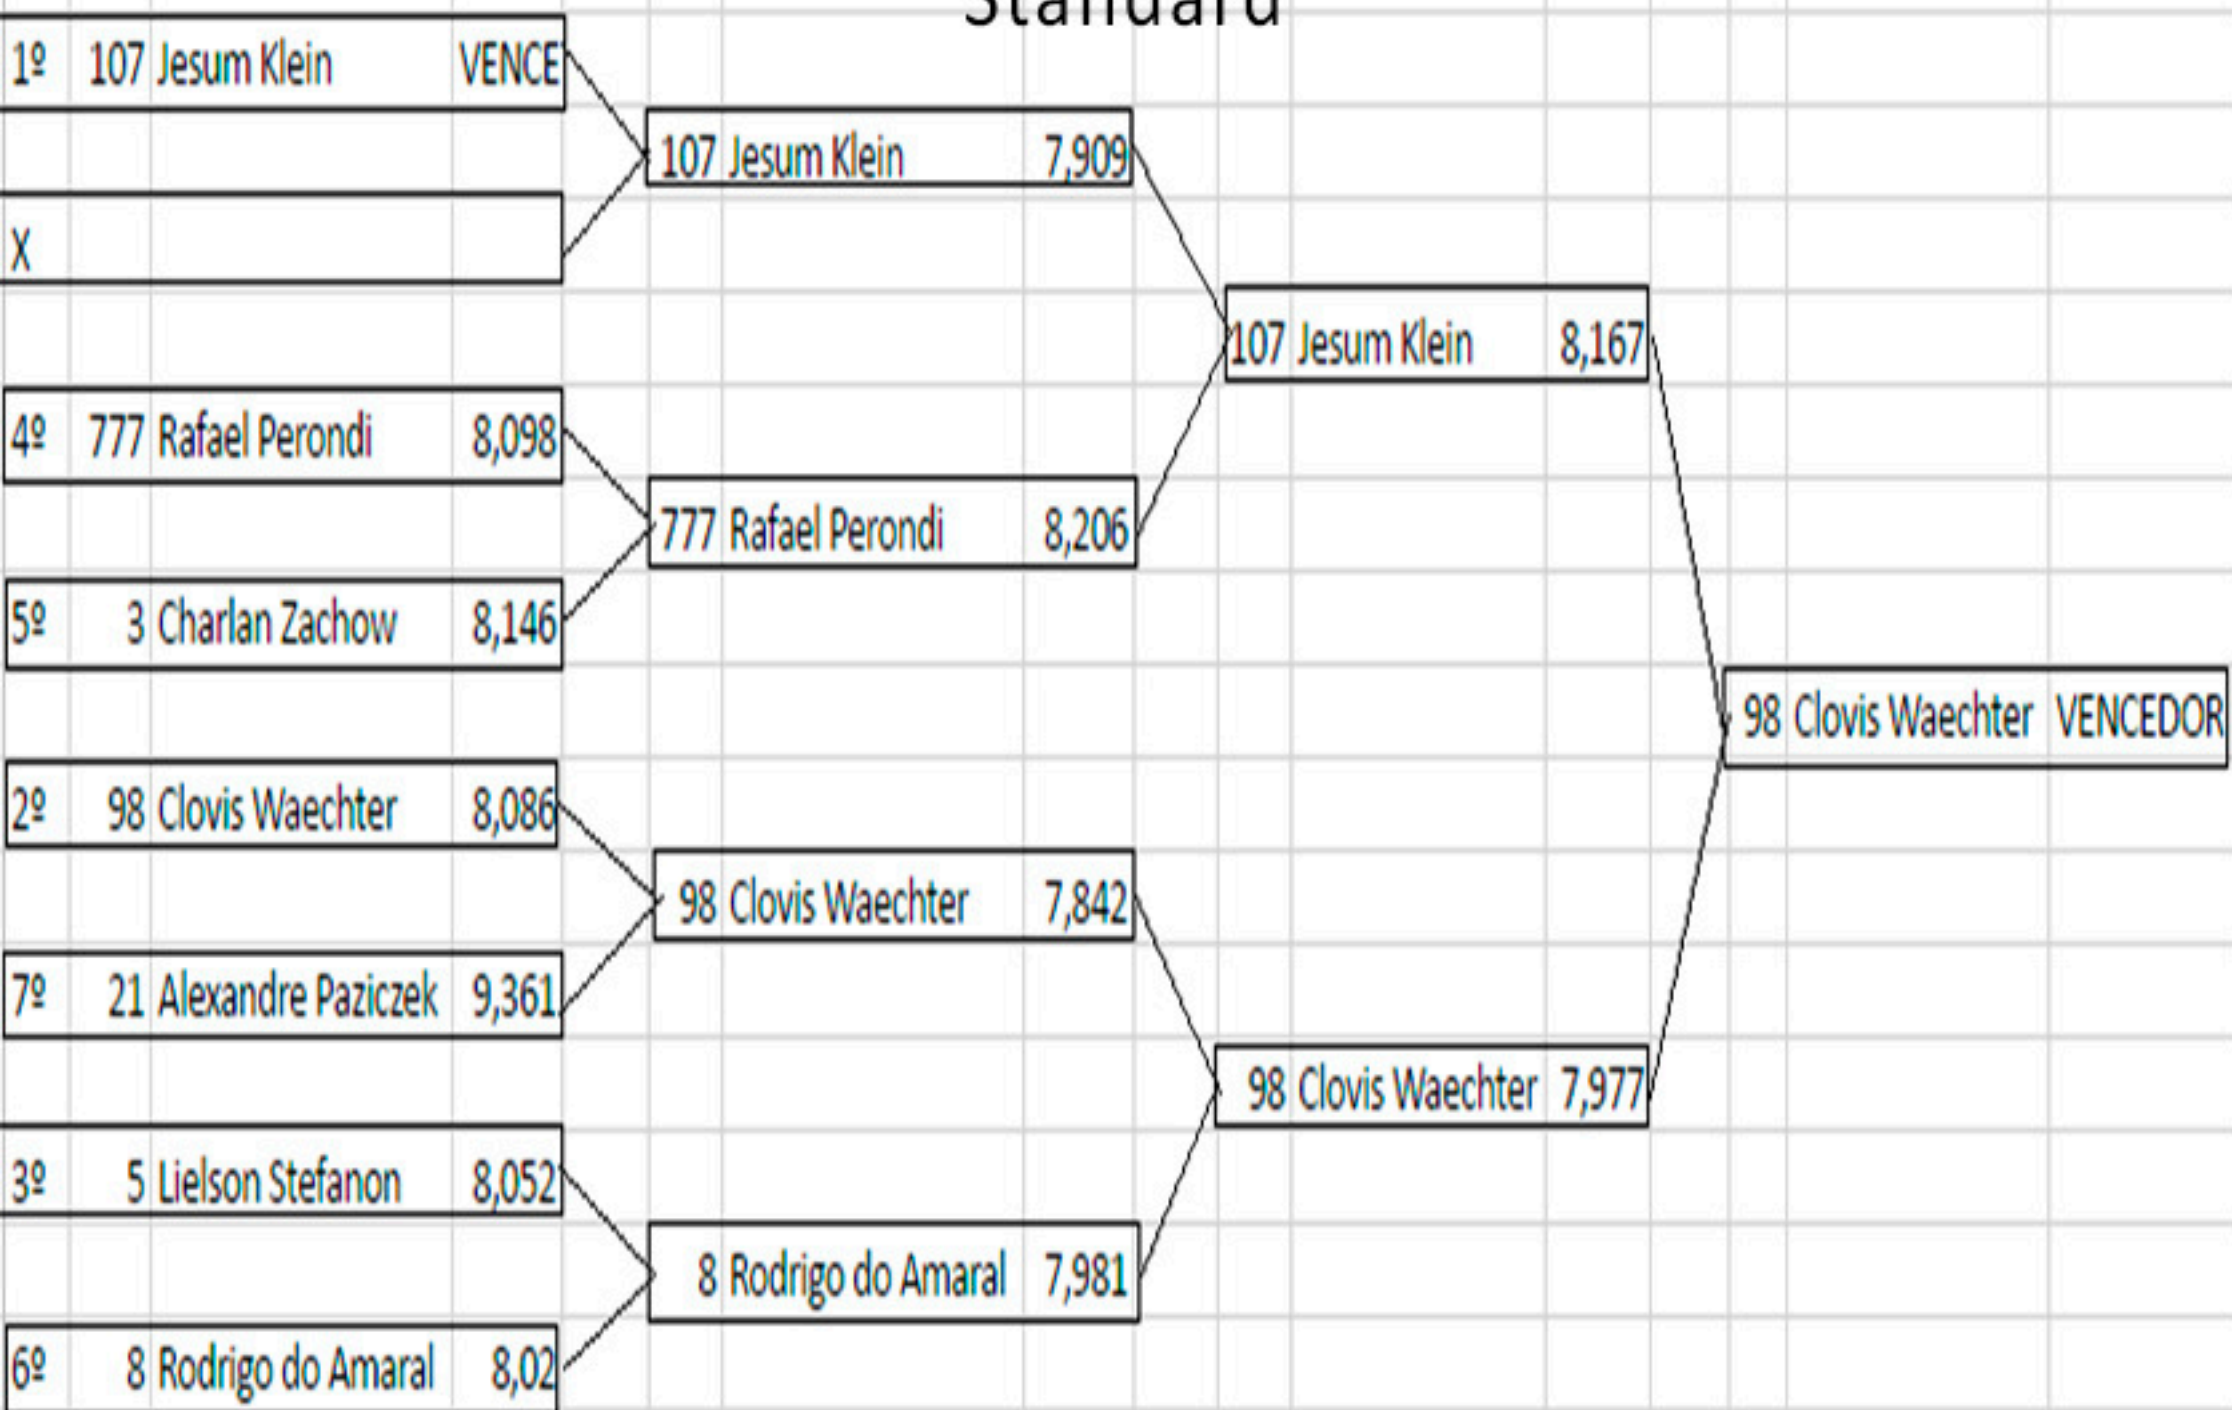 Standard
1º 107 Jesum Klein VENCE
107 Jesum Klein 7,909
X
107 Jesum Klein 8,167
4º 777 Rafael Perondi 8,098
777 Rafael Perondi 8,206
5º 3 Charlan Zachow 8,146
98 Clovis Waechter VENCEDOR
2º 98 Clovis Waechter 8,086
98 Clovis Waechter 7,842
7º 21 Alexandre Paziczek 9,361
98 Clovis Waechter 7,977
3º 5 Lielson Stefanon 8,052
8 Rodrigo do Amaral 7,981
6º 8 Rodrigo do Amaral 8,02